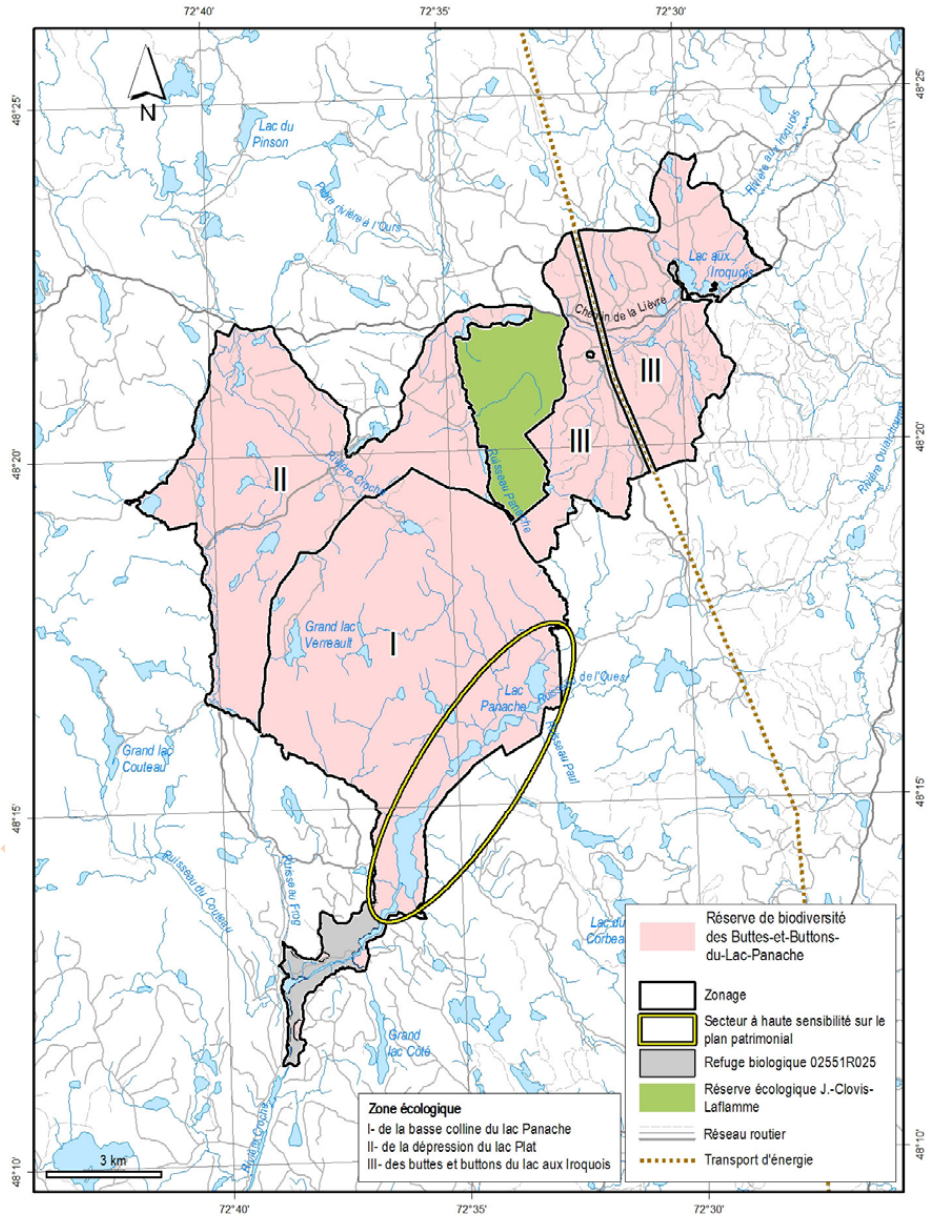 72°40'
72°35'
72°30'
48°25'
48°25'
N
Lac du
Pinson
Rivière aux Iroquois
Petite rivière à l'Ours
Lac aux
Iroquois
Chemin de la Lièvre
III
III
48°20'
48°20'
II
Rivière Croche
Ruisseau Panache
Grand lac
Verreault
I
Lac
Panache
Ruisseau Paul
Grand lac
Couteau
48°15'
48°15'
Ruisseau du Couteau
Ruisseau Frog
Lac du
Grand
lac Côté
Rivière Croche
Réserve de biodiversité
des Buttes-et-Buttons-
du-Lac-Panache
Zonage
Secteur à haute sensibilité sur le
plan patrimonial
Refuge biologique 02551R025
Réserve écologique J.-Clovis-
Laflamme
Réseau routier
Transport d'énergie
Zone écologique
I- de la basse colline du lac Panache
II- de la dépression du lac Plat
III- des buttes et buttons du lac aux Iroquois
3 km
48°10'
48°10'
72°40'
72°35'
72°30'